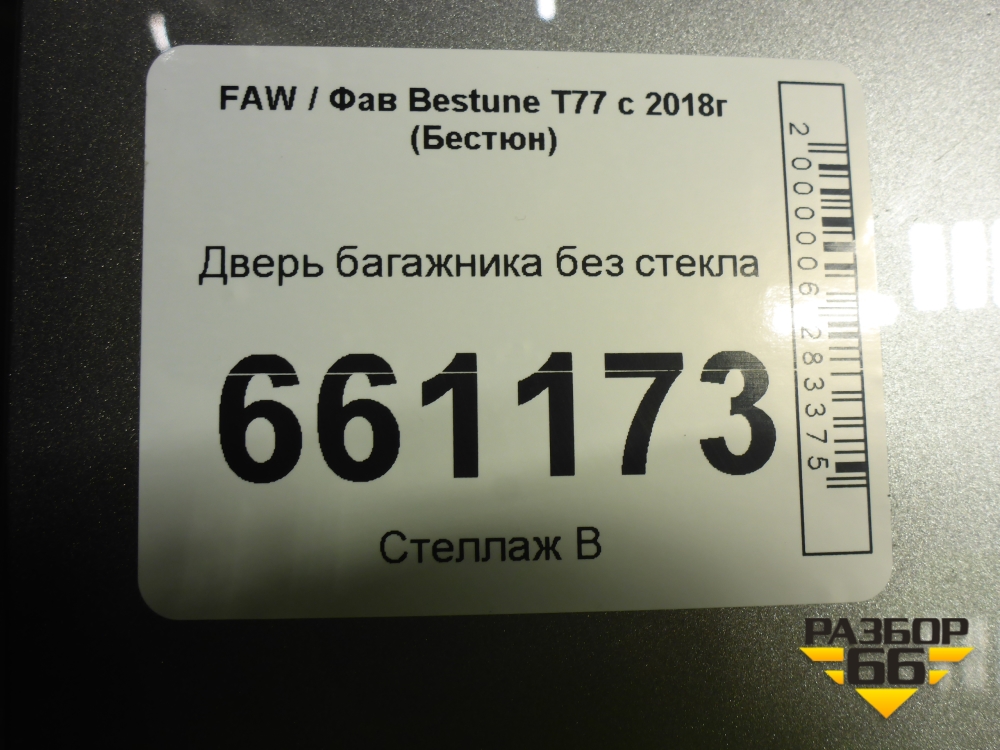 FAW / Фав Bestune T77 с 2018г
(Бестюн)
Дверь багажника без стекла
661173
Стеллаж B
2000006283375
РАЗБОР
66